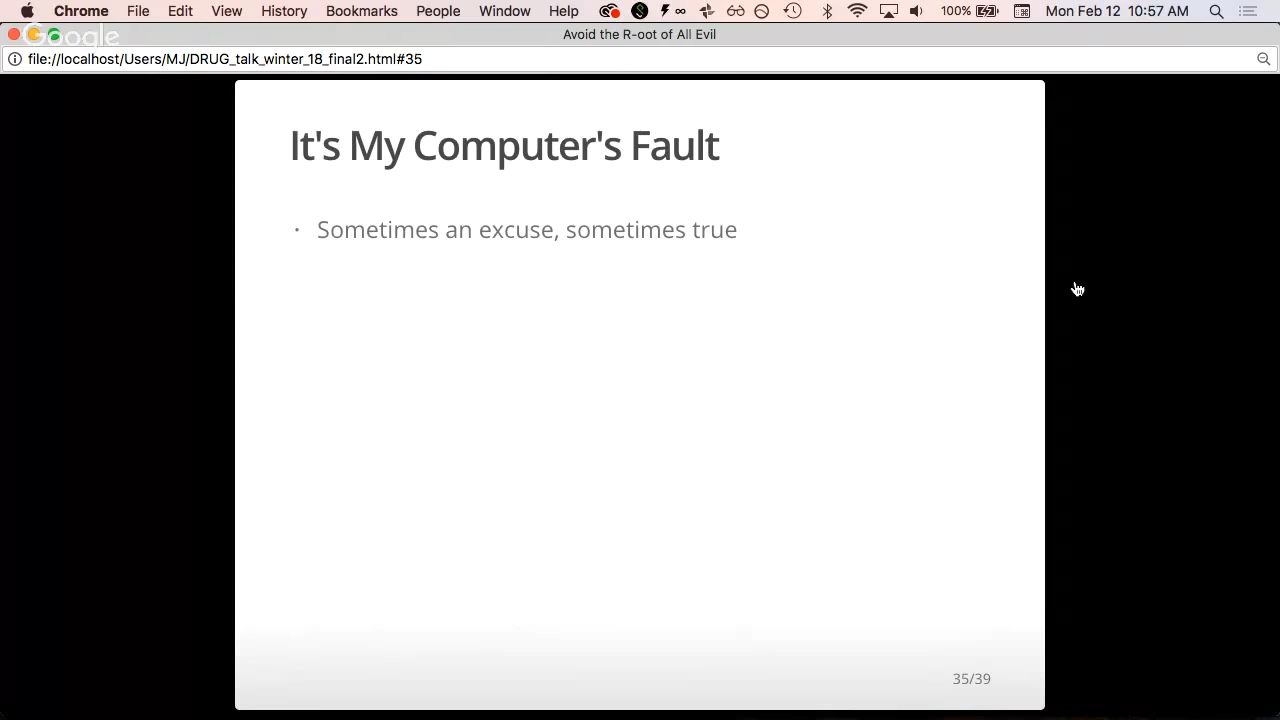 Chrome File Edit View History Bookmarks People Window Help 100% Mon Feb 12 10:57 AM
Google
Avoid the R-oot of All Evil
file://localhost/Users/MJ/DRUG_talk_winter_18_final2.html#35
It's My Computer's Fault
· Sometimes an excuse, sometimes true
35/39